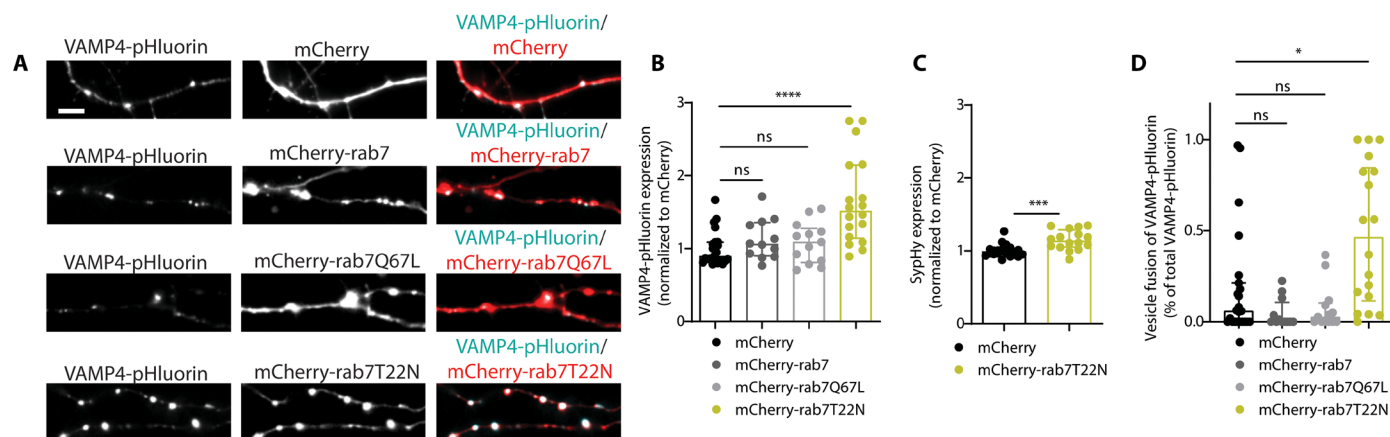 A
VAMP4-pHluorin
mCherry
VAMP4-pHluorin/
mCherry
VAMP4-pHluorin
mCherry-rab7
VAMP4-pHluorin/
mCherry-rab7
VAMP4-pHluorin
mCherry-rab7Q67L
VAMP4-pHluorin/
mCherry-rab7Q67L
VAMP4-pHluorin
mCherry-rab7T22N
VAMP4-pHluorin/
mCherry-rab7T22N
B
VAMP4-pHluorin expression
(normalized to mCherry)
3
2
1
0
****
ns
ns
mCherry
mCherry-rab7
mCherry-rab7Q67L
mCherry-rab7T22N
C
SypHy expression
(normalized to mCherry)
3
2
1
0
***
mCherry
mCherry-rab7T22N
D
Vesicle fusion of VAMP4-pHluorin
(% of total VAMP4-pHluorin)
1.0
0.5
0.0
*
ns
ns
mCherry
mCherry-rab7
mCherry-rab7Q67L
mCherry-rab7T22N